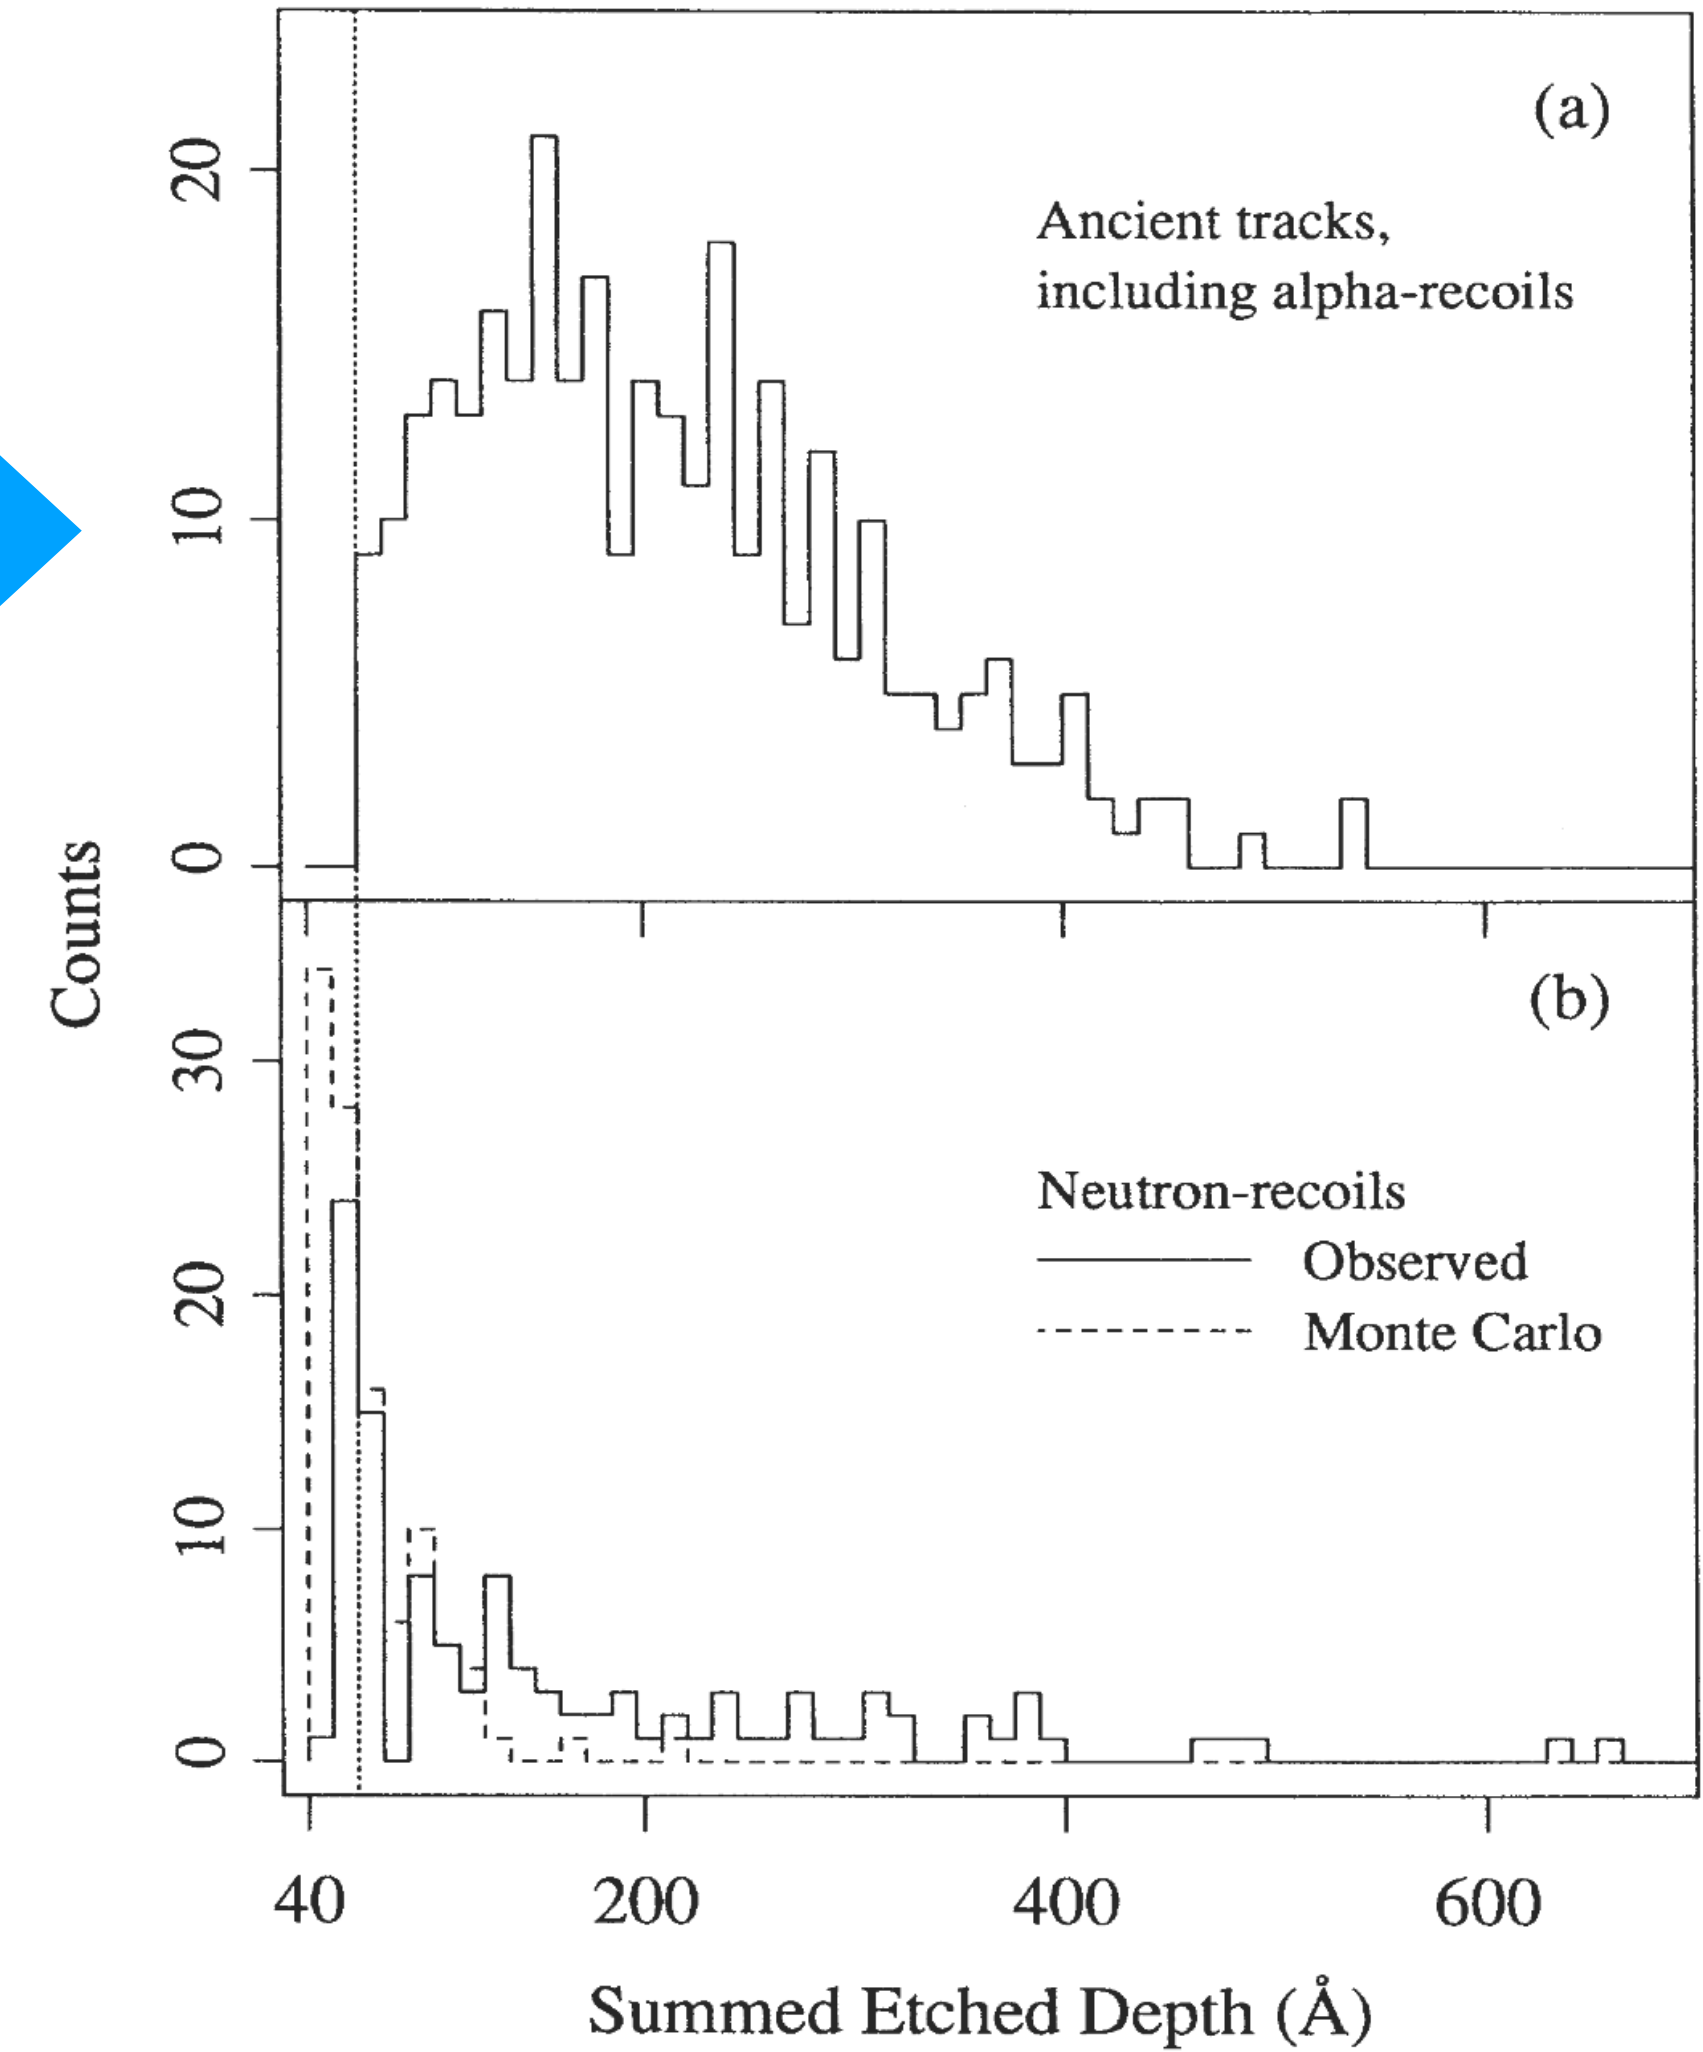 (a)
20
Ancient tracks,
including alpha-recoils
10
0
Counts
(b)
30
Neutron-recoils
Observed
20
Monte Carlo
10
0
40 200 400 600
Summed Etched Depth (Å)